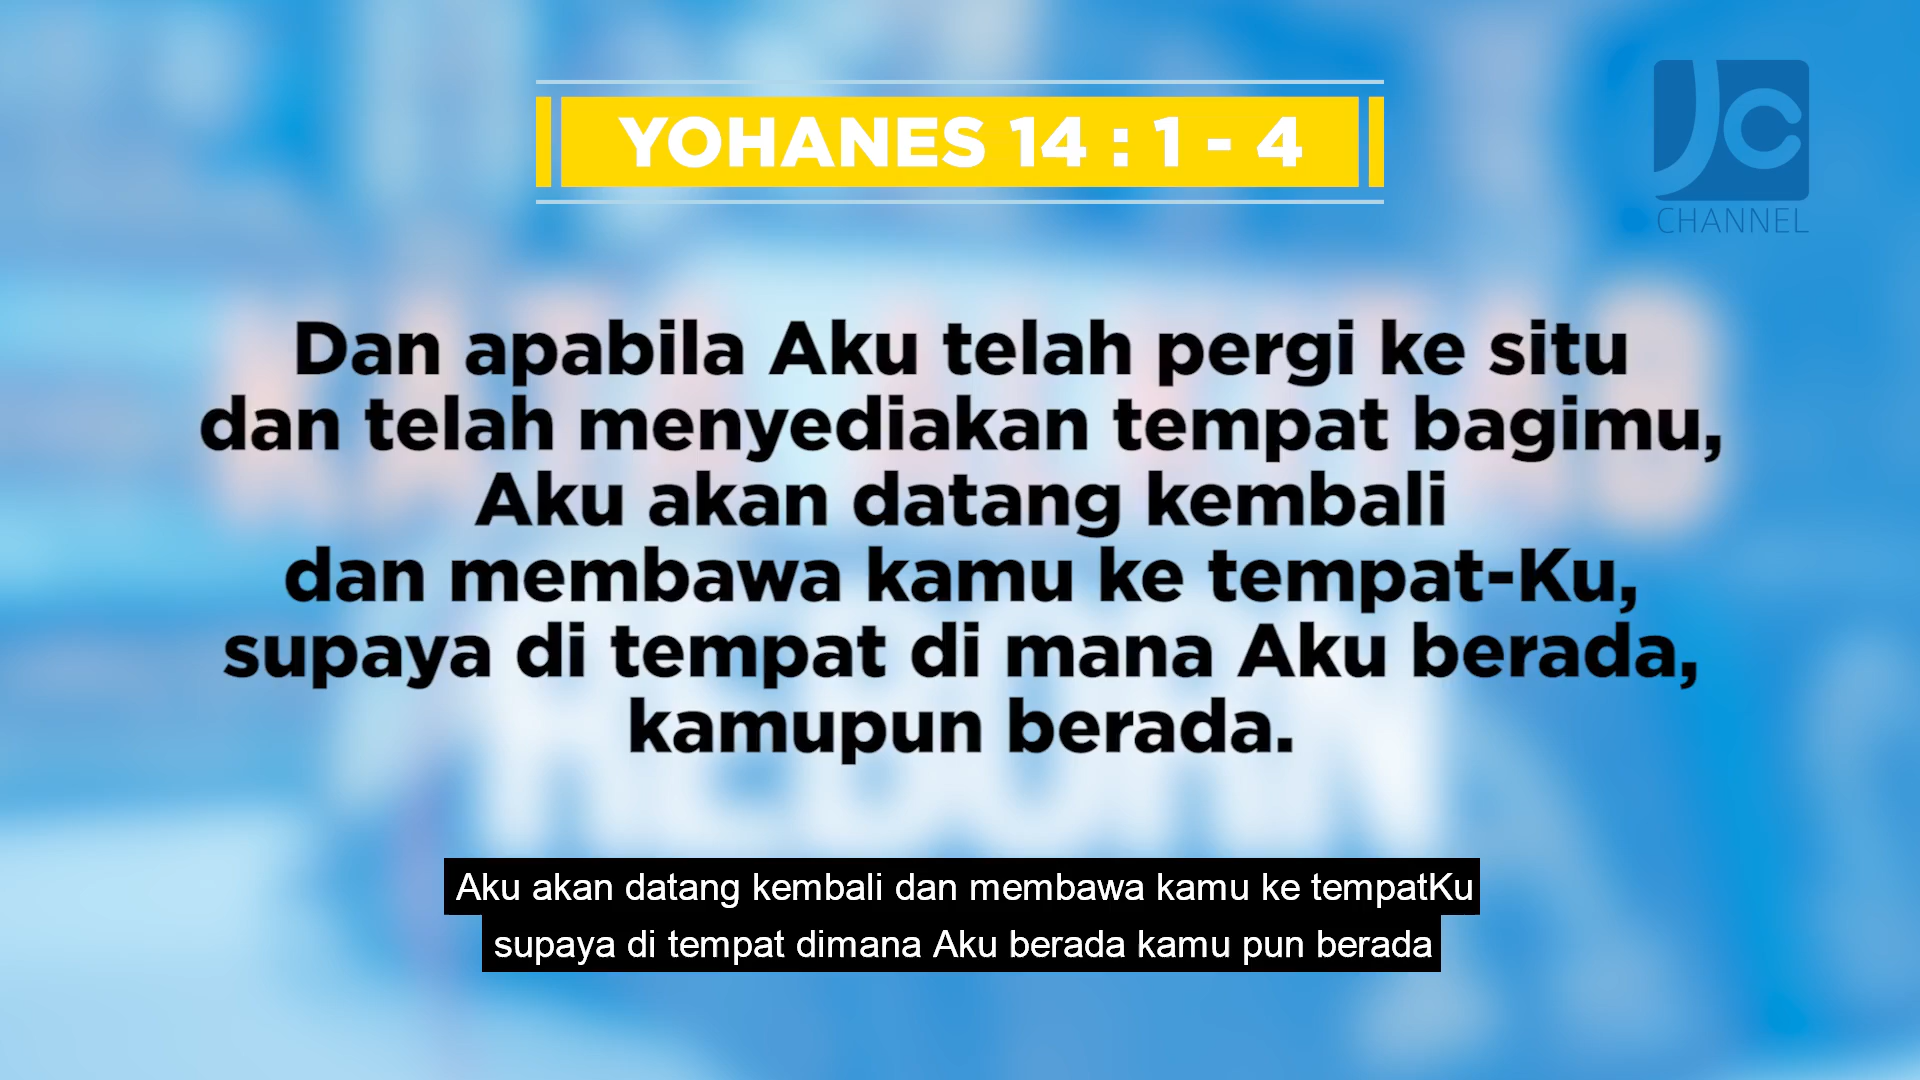 YOHANES 14 : 1 - 4
JC
CHANNEL
Dan apabila Aku telah pergi ke situ
dan telah menyediakan tempat bagimu,
Aku akan datang kembali
dan membawa kamu ke tempat-Ku,
supaya di tempat di mana Aku berada,
kamupun berada.
Aku akan datang kembali dan membawa kamu ke tempatKu
supaya di tempat dimana Aku berada kamu pun berada